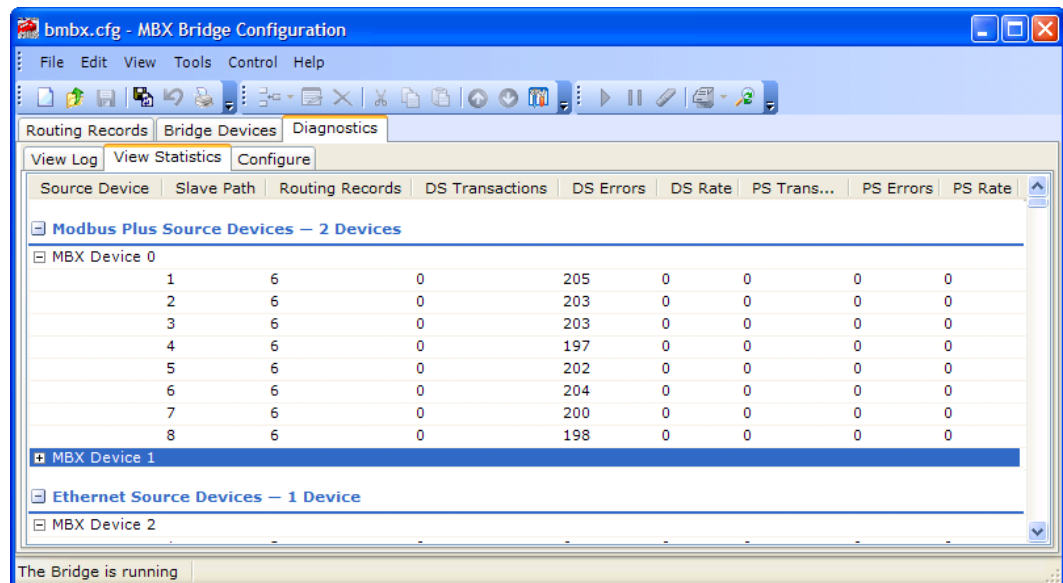 bmbx.cfg - MBX Bridge Configuration
File Edit View Tools Control Help
Routing Records Bridge Devices Diagnostics
View Log View Statistics Configure
Source Device Slave Path Routing Records DS Transactions DS Errors DS Rate PS Trans... PS Errors PS Rate
Modbus Plus Source Devices — 2 Devices
MBX Device 0
1 6 0 205 0 0 0 0
2 6 0 203 0 0 0 0
3 6 0 203 0 0 0 0
4 6 0 197 0 0 0 0
5 6 0 202 0 0 0 0
6 6 0 204 0 0 0 0
7 6 0 200 0 0 0 0
8 6 0 198 0 0 0 0
MBX Device 1
Ethernet Source Devices — 1 Device
MBX Device 2
The Bridge is running